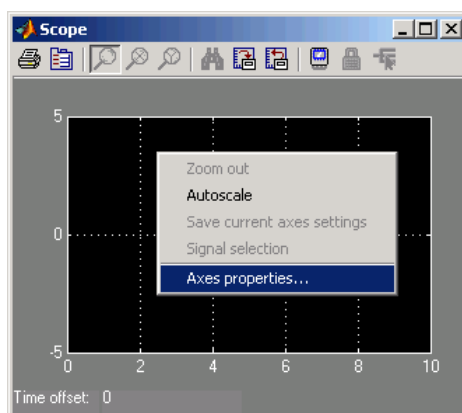 Scope
5
Zoom out
Autoscale
Save current axes settings
0
Signal selection
Axes properties...
-5
0 2 4 6 8 10
Time offset: 0